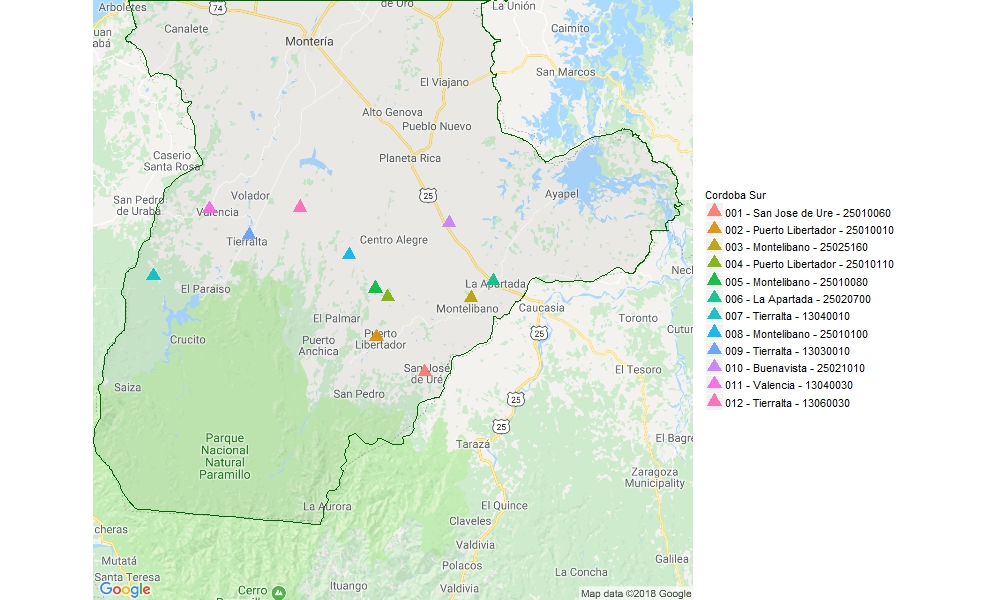 Arboletes
74
de Oro
La Unión
Canalete
Caimito
uan
abá
Montería
San Marcos
El Viajano
Alto Genova
Pueblo Nuevo
Caserio
Santa Rosa
Planeta Rica
San Pedro
de Urabá
Volador
25
Ayapel
Valencia
Tierralta
Centro Alegre
Nech
El Paraiso
La Apartada
Montelibano
Caucasia
El Palmar
Toronto
Crucito
Puerto
Anchica
Puerto
Libertador
25
Cutur
San José
de Uré
El Tesoro
Saiza
San Pedro
25
25
Parque
Nacional
Natural
Paramillo
Tarazá
El Bagre
Zaragoza
Municipality
La Aurora
El Quince
Claveles
cheras
Valdivia
Mutatá
Polacos
Galilea
Santa Teresa
La Concha
Ituango
Valdivia
Google
Cerro
Map data ©2018 Google
Cordoba Sur
001 - San Jose de Ure - 25010060
002 - Puerto Libertador - 25010010
003 - Montelibano - 25025160
004 - Puerto Libertador - 25010110
005 - Montelibano - 25010080
006 - La Apartada - 25020700
007 - Tierralta - 13040010
008 - Montelibano - 25010100
009 - Tierralta - 13030010
010 - Buenavista - 25021010
011 - Valencia - 13040030
012 - Tierralta - 13060030